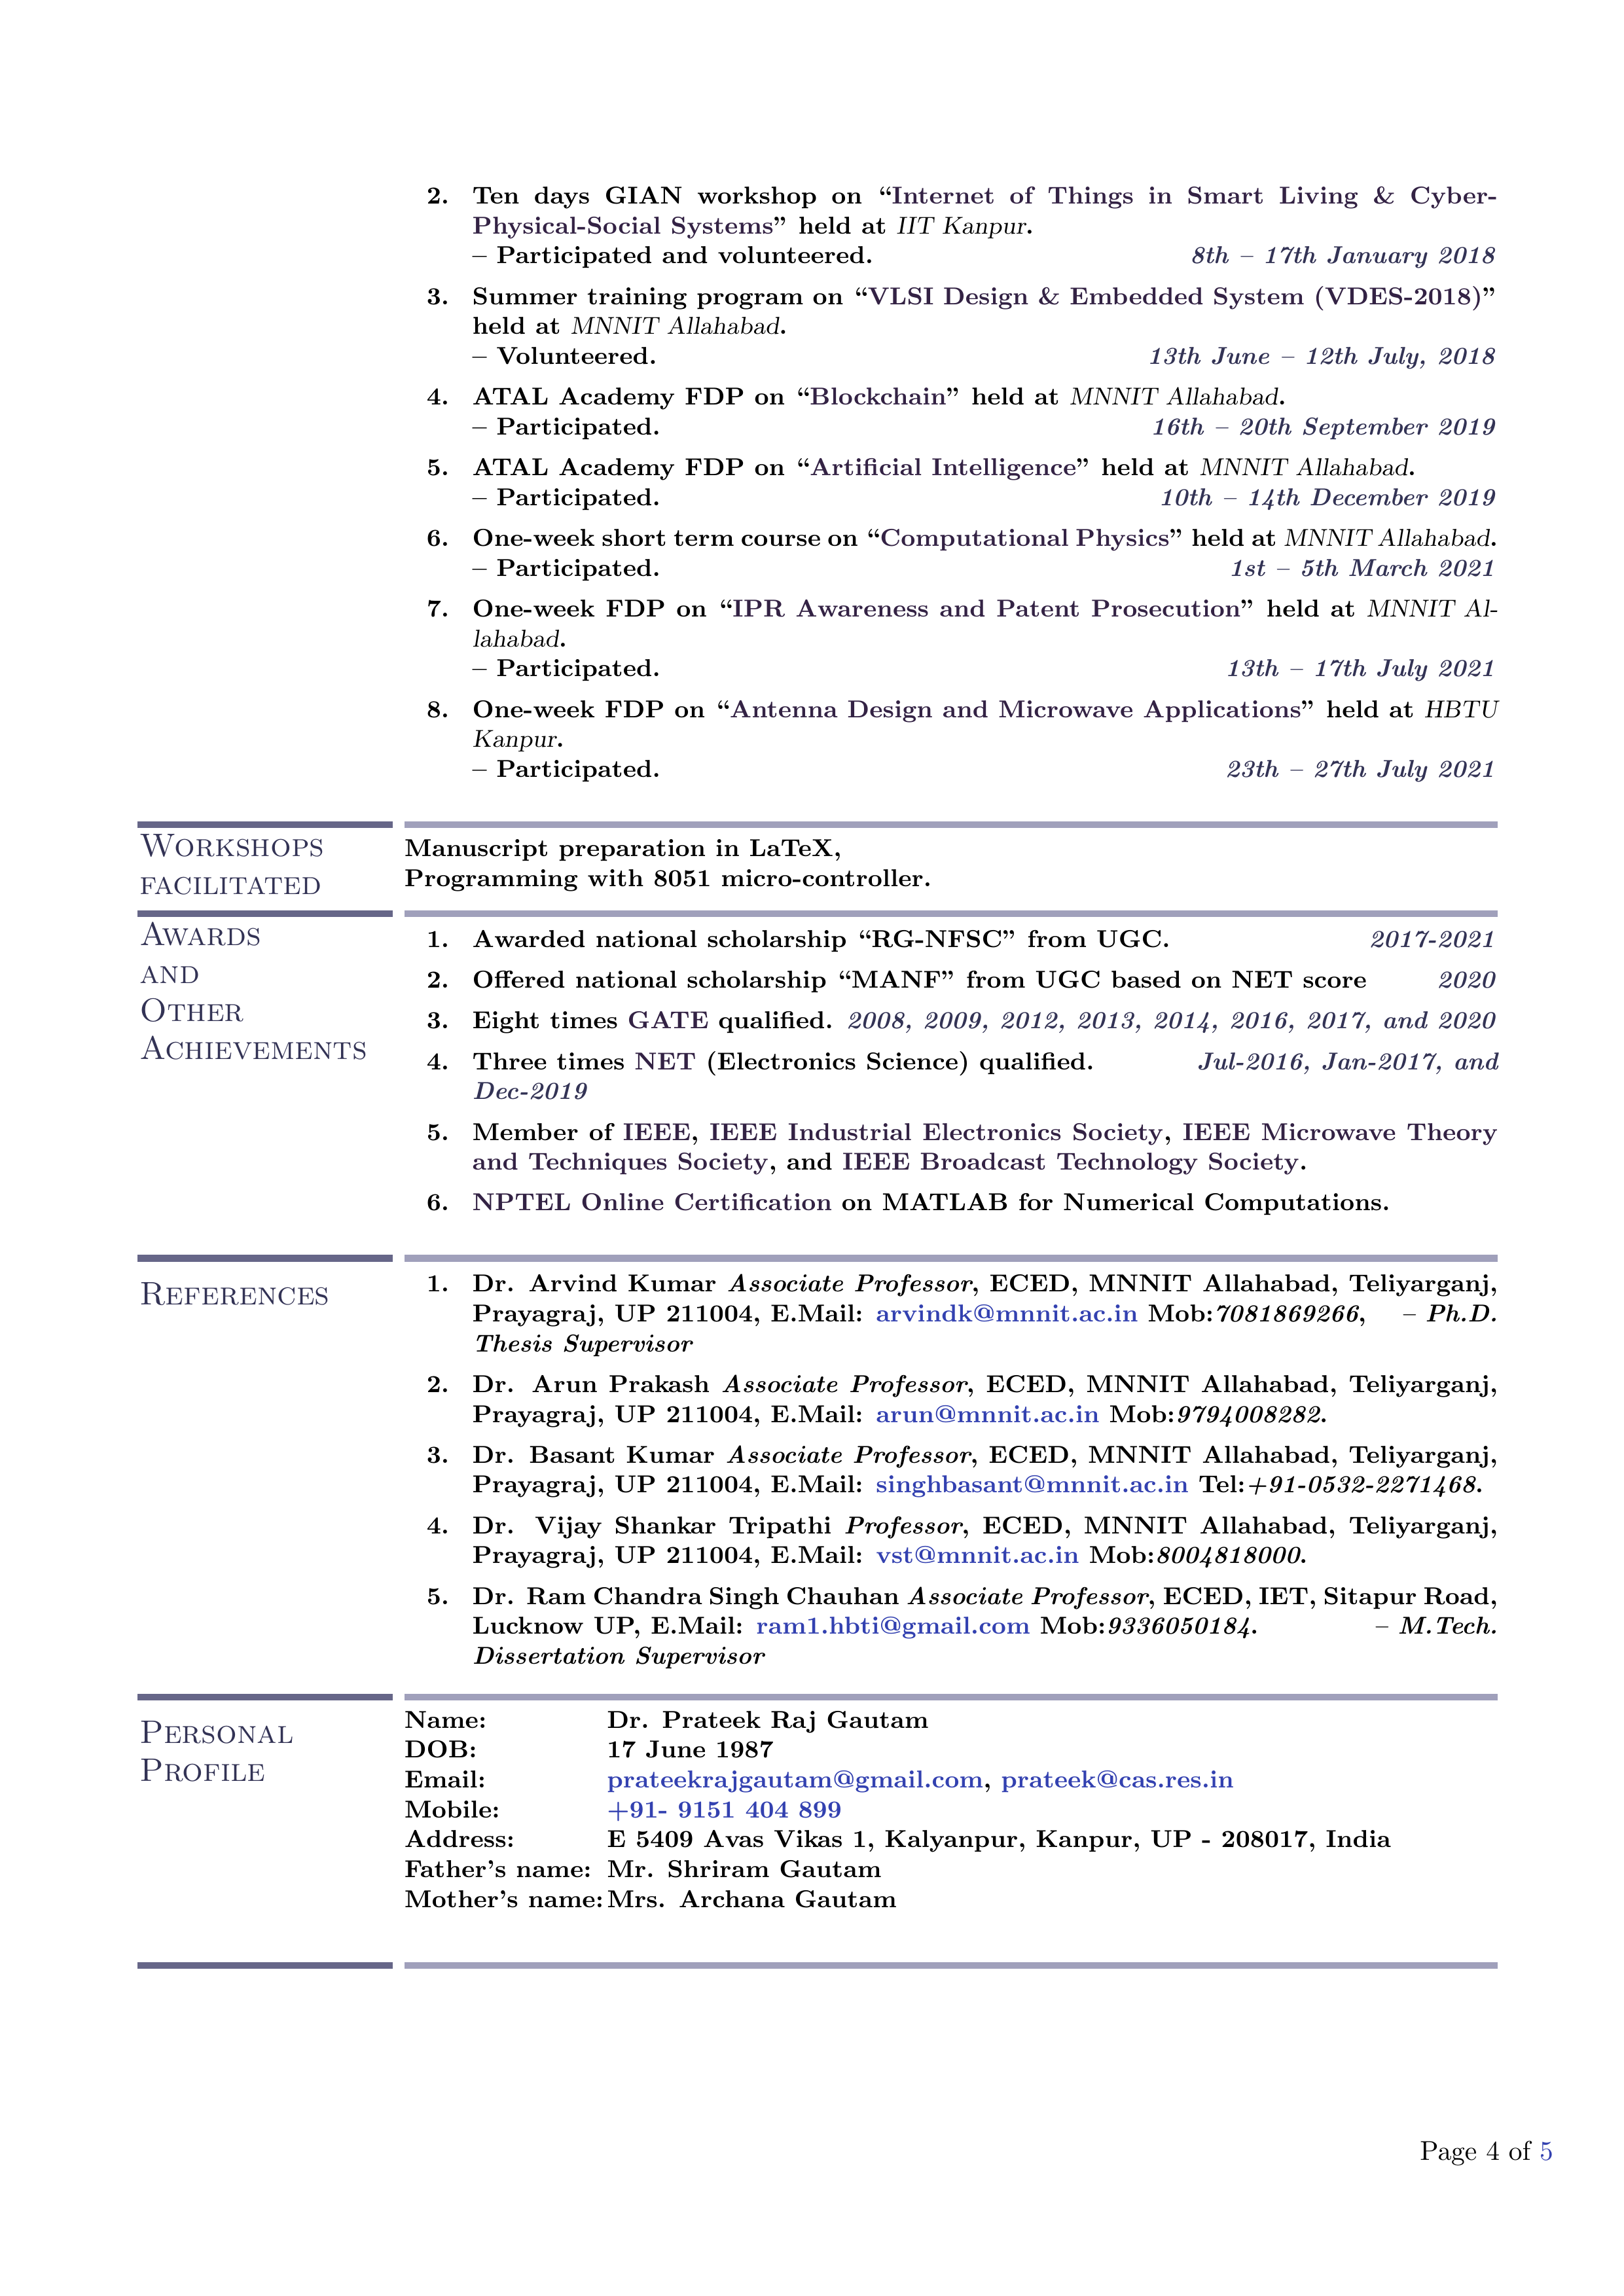 2. Ten days GIAN workshop on “Internet of Things in Smart Living & Cyber-
Physical-Social Systems” held at IIT Kanpur.
– Participated and volunteered. 8th – 17th January 2018
3. Summer training program on “VLSI Design & Embedded System (VDES-2018)”
held at MNNIT Allahabad.
– Volunteered. 13th June – 12th July, 2018
4. ATAL Academy FDP on “Blockchain” held at MNNIT Allahabad.
– Participated. 16th – 20th September 2019
5. ATAL Academy FDP on “Artificial Intelligence” held at MNNIT Allahabad.
– Participated. 10th – 14th December 2019
6. One-week short term course on “Computational Physics” held at MNNIT Allahabad.
– Participated. 1st – 5th March 2021
7. One-week FDP on “IPR Awareness and Patent Prosecution” held at MNNIT Al-
lahabad.
– Participated. 13th – 17th July 2021
8. One-week FDP on “Antenna Design and Microwave Applications” held at HBTU
Kanpur.
– Participated. 23th – 27th July 2021
Workshops
facilitated
Manuscript preparation in LaTeX,
Programming with 8051 micro-controller.
Awards
and
Other
Achievements
1. Awarded national scholarship “RG-NFSC” from UGC. 2017-2021
2. Offered national scholarship “MANF” from UGC based on NET score 2020
3. Eight times GATE qualified. 2008, 2009, 2012, 2013, 2014, 2016, 2017, and 2020
4. Three times NET (Electronics Science) qualified. Jul-2016, Jan-2017, and
Dec-2019
5. Member of IEEE, IEEE Industrial Electronics Society, IEEE Microwave Theory
and Techniques Society, and IEEE Broadcast Technology Society.
6. NPTEL Online Certification on MATLAB for Numerical Computations.
References
1. Dr. Arvind Kumar Associate Professor, ECED, MNNIT Allahabad, Teliyarganj,
Prayagraj, UP 211004, E.Mail: arvindk@mnnit.ac.in Mob:7081869266, – Ph.D.
Thesis Supervisor
2. Dr. Arun Prakash Associate Professor, ECED, MNNIT Allahabad, Teliyarganj,
Prayagraj, UP 211004, E.Mail: arun@mnnit.ac.in Mob:9794008282.
3. Dr. Basant Kumar Associate Professor, ECED, MNNIT Allahabad, Teliyarganj,
Prayagraj, UP 211004, E.Mail: singhbasant@mnnit.ac.in Tel:+91-0532-2271468.
4. Dr. Vijay Shankar Tripathi Professor, ECED, MNNIT Allahabad, Teliyarganj,
Prayagraj, UP 211004, E.Mail: vst@mnnit.ac.in Mob:8004818000.
5. Dr. Ram Chandra Singh Chauhan Associate Professor, ECED, IET, Sitapur Road,
Lucknow UP, E.Mail: ram1.hbti@gmail.com Mob:9336050184. – M.Tech.
Dissertation Supervisor
Personal
Profile
Name: Dr. Prateek Raj Gautam
DOB: 17 June 1987
Email: prateekrajgautam@gmail.com, prateek@cas.res.in
Mobile: +91- 9151 404 899
Address: E 5409 Avas Vikas 1, Kalyanpur, Kanpur, UP - 208017, India
Father’s name: Mr. Shriram Gautam
Mother’s name: Mrs. Archana Gautam
Page 4 of 5